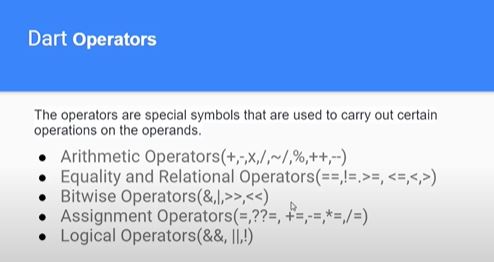 Dart Operators
The operators are special symbols that are used to carry out certain
operations on the operands.
● Arithmetic Operators(+,-,x,/,~/,%,++,--)
● Equality and Relational Operators(==,!=.>=, <=,<,>)
● Bitwise Operators(&,|,>>,<<)
● Assignment Operators(=,??=, +=,-=,*=,/=)
● Logical Operators(&&, ||,!)